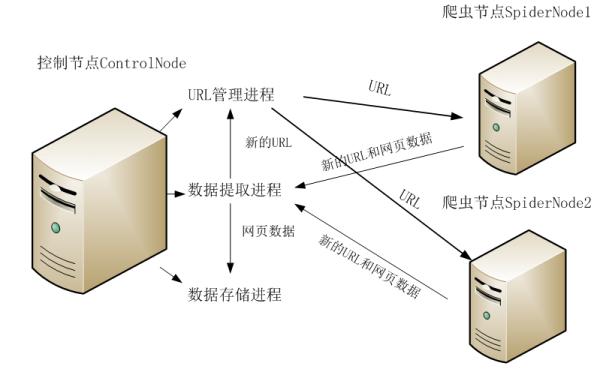 爬虫节点SpiderNode1
控制节点ControlNode
URL管理进程
URL
新的URL
新的URL和网页数据
数据提取进程
URL
爬虫节点SpiderNode2
网页数据
新的URL和网页数据
数据存储进程